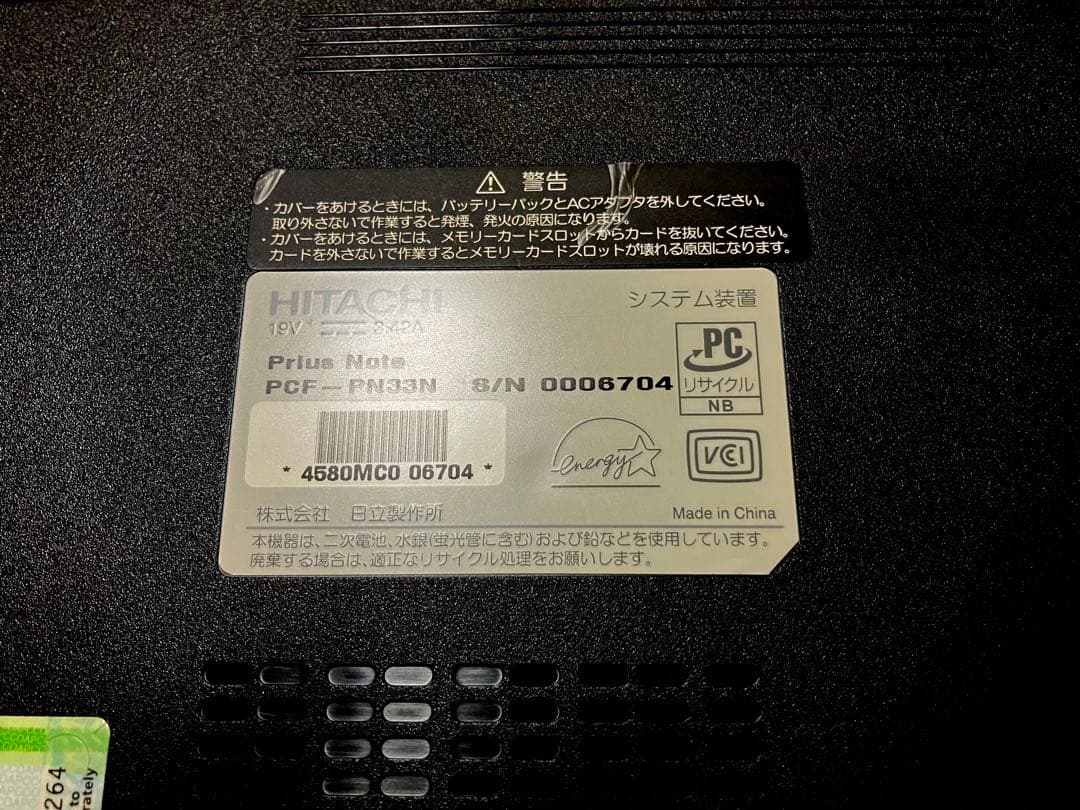 警告
・カバーをあけるときには、バッテリーパックとACアダプタを外してください。
取り外さないで作業すると発煙、発火の原因になります。
・カバーをあけるときには、メモリーカードスロットからカードを抜いてください。
カードを外さないで作業するとメモリーカードスロットが壊れる原因になります。
HITACHI
システム装置
19V 3.42A
Prius Note
PCF-PN33N S/N 0006704
PC
リサイクル
NB
* 4580MC0 06704 *
energy
VCCI
株式会社 日立製作所
Made in China
本機器は、二次電池、水銀(蛍光管に含む)および鉛などを使用しています。
廃棄する場合は、適正なリサイクル処理をお願いします。
264
to
rately